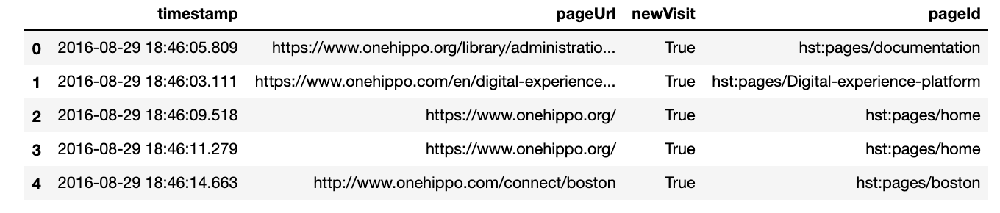 timestamp pageUrl newVisit pageId
0 2016-08-29 18:46:05.809 https://www.onehippo.org/library/administratio... True hst:pages/documentation
1 2016-08-29 18:46:03.111 https://www.onehippo.com/en/digital-experience... True hst:pages/Digital-experience-platform
2 2016-08-29 18:46:09.518 https://www.onehippo.org/ True hst:pages/home
3 2016-08-29 18:46:11.279 https://www.onehippo.org/ True hst:pages/home
4 2016-08-29 18:46:14.663 http://www.onehippo.com/connect/boston True hst:pages/boston